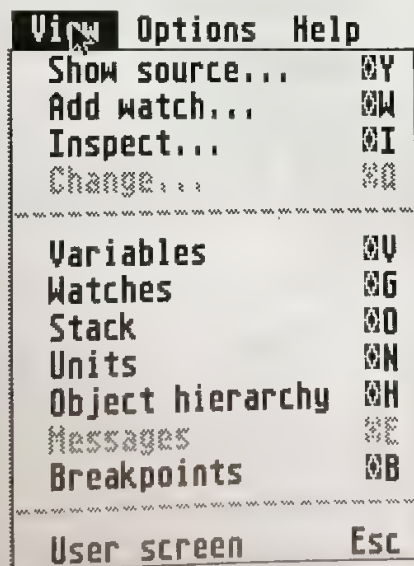 View Options Help
Show source... ◊Y
Add watch... ◊W
Inspect... ◊I
Change... ◊Q
Variables ◊V
Watches ◊G
Stack ◊O
Units ◊N
Object hierarchy ◊H
Messages ◊E
Breakpoints ◊B
User screen Esc